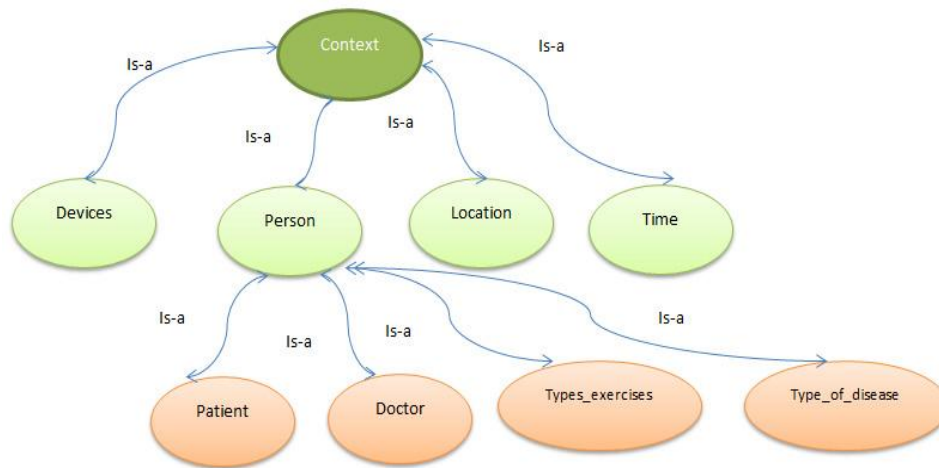 Context
Is-a
Is-a
Is-a
Is-a
Devices
Person
Location
Time
Is-a
Is-a
Is-a
Is-a
Patient
Doctor
Types_exercises
Type_of_disease